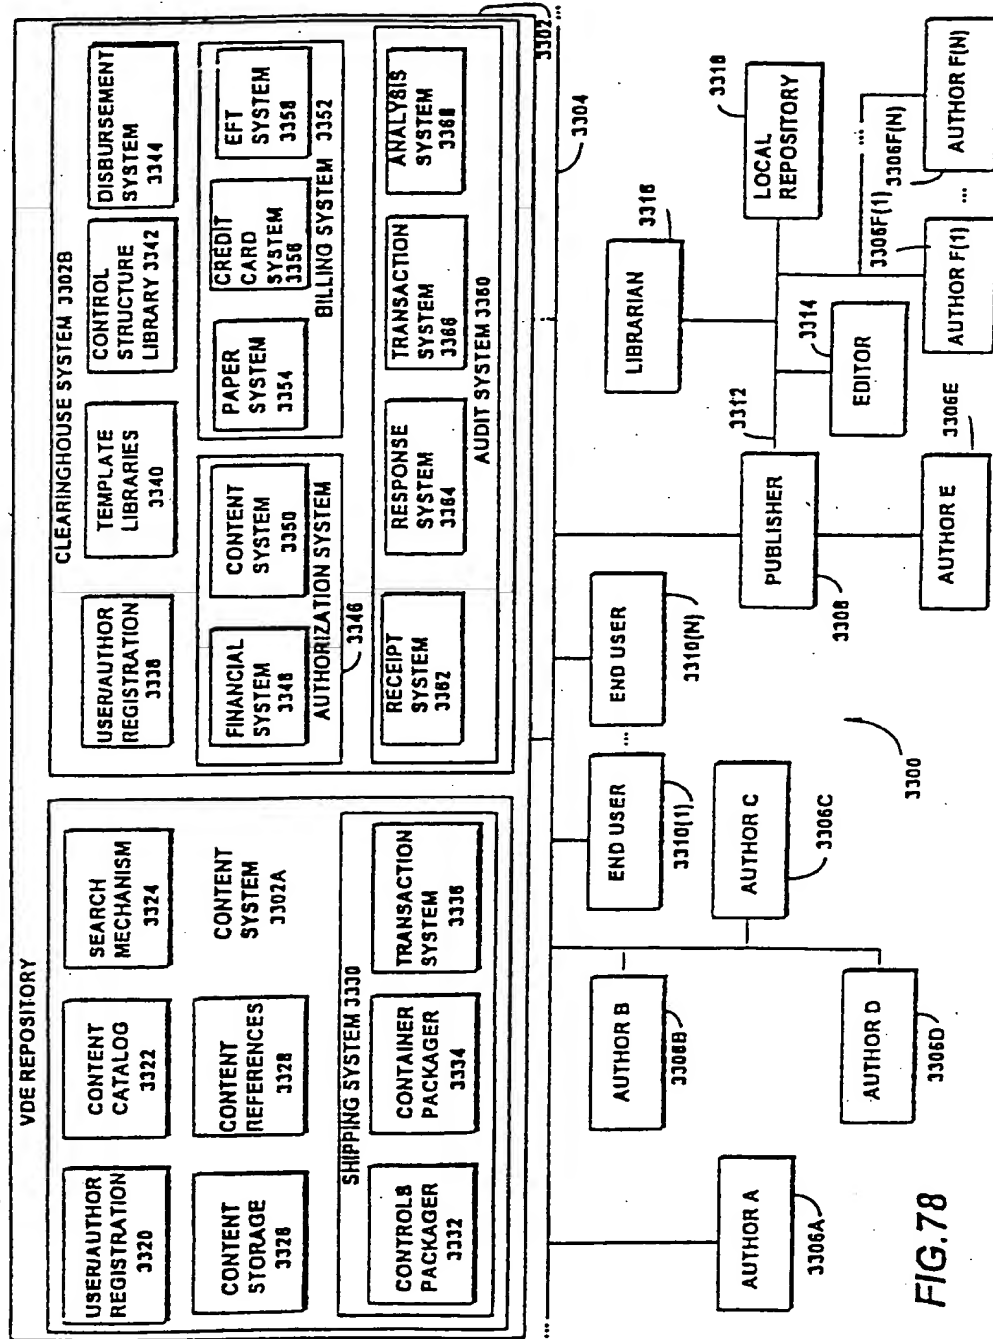 VDE REPOSITORY
USER/AUTHOR
REGISTRATION
3320
CONTENT
CATALOG
3322
SEARCH
MECHANISM
3324
CONTENT
STORAGE
3326
CONTENT
REFERENCES
3328
CONTENT
SYSTEM
3302A
SHIPPING SYSTEM 3330
CONTROLS
PACKAGER
3332
CONTAINER
PACKAGER
3334
TRANSACTION
SYSTEM
3336
CLEARINGHOUSE SYSTEM 3302B
USER/AUTHOR
REGISTRATION
3338
TEMPLATE
LIBRARIES
3340
CONTROL
STRUCTURE
LIBRARY 3342
DISBURSEMENT
SYSTEM
3344
FINANCIAL
SYSTEM
3348
CONTENT
SYSTEM
3350
AUTHORIZATION SYSTEM
3346
PAPER
SYSTEM
3354
CREDIT
CARD
SYSTEM
3356
EFT
SYSTEM
3358
BILLING SYSTEM 3352
RECEIPT
SYSTEM
3362
RESPONSE
SYSTEM
3364
TRANSACTION
SYSTEM
3366
ANALYSIS
SYSTEM
3368
AUDIT SYSTEM 3360
3302
...
...
3304
AUTHOR A
3306A
AUTHOR B
3306B
AUTHOR C
3306C
AUTHOR D
3306D
END USER
3310(1)
...
END USER
3310(N)
3300
PUBLISHER
3308
3312
AUTHOR E
3306E
EDITOR
3314
LIBRARIAN
3316
LOCAL
REPOSITORY
3318
...
3306F(1)
3306F(N)
AUTHOR F(1)
...
AUTHOR F(N)
FIG.78